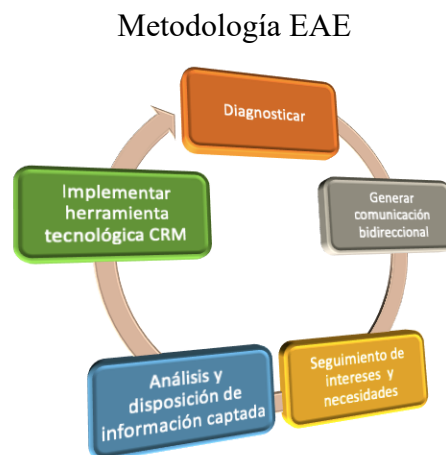 Metodología EAE
Diagnosticar
Generar
comunicación
bidireccional
Seguimiento de
intereses y
necesidades
Análisis y
disposición de
información captada
Implementar
herramienta
tecnológica CRM